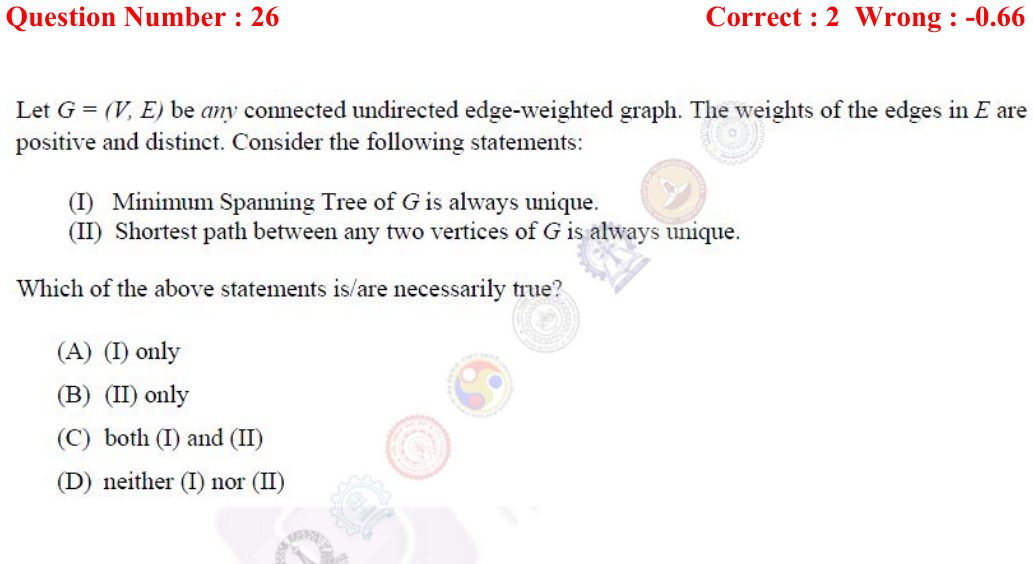 Question Number : 26 Correct : 2 Wrong : -0.66
Let G = (V, E) be any connected undirected edge-weighted graph. The weights of the edges in E are
positive and distinct. Consider the following statements:
(I) Minimum Spanning Tree of G is always unique.
(II) Shortest path between any two vertices of G is always unique.
Which of the above statements is/are necessarily true?
(A) (I) only
(B) (II) only
(C) both (I) and (II)
(D) neither (I) nor (II)